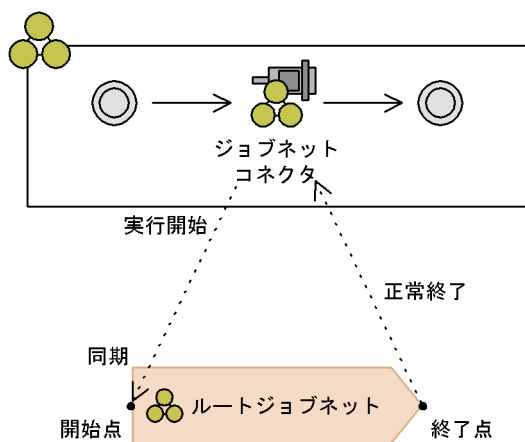 ジョブネット
コネクタ
実行開始
正常終了
同期
ルートジョブネット
開始点
終了点